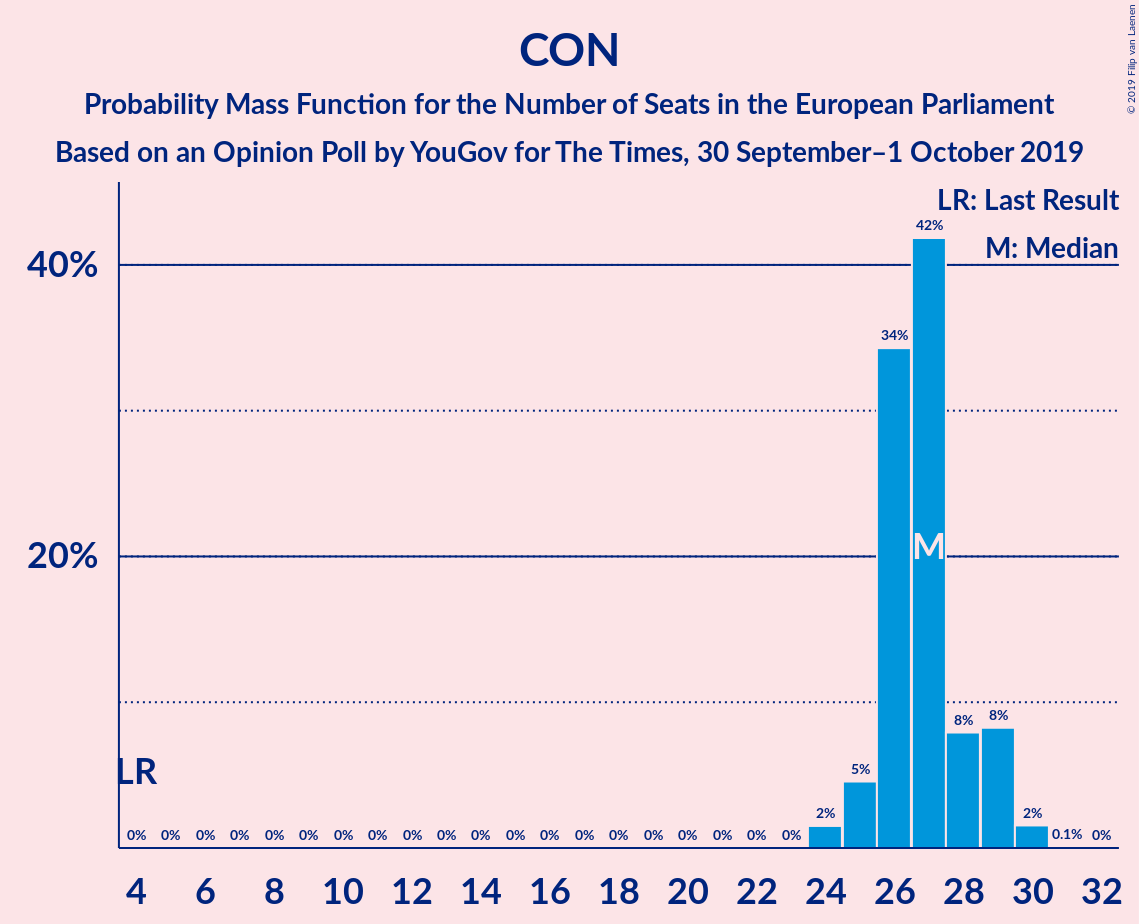 CON
Probability Mass Function for the Number of Seats in the European Parliament
Based on an Opinion Poll by YouGov for The Times, 30 September–1 October 2019
© 2019 Filip van Laenen
LR: Last Result
M: Median
42%
40%
34%
20%
M
LR
8% 8%
5%
2% 2%
0% 0% 0% 0% 0% 0% 0% 0% 0% 0% 0% 0% 0% 0% 0% 0% 0% 0% 0% 0% 0.1% 0%
4 6 8 10 12 14 16 18 20 22 24 26 28 30 32